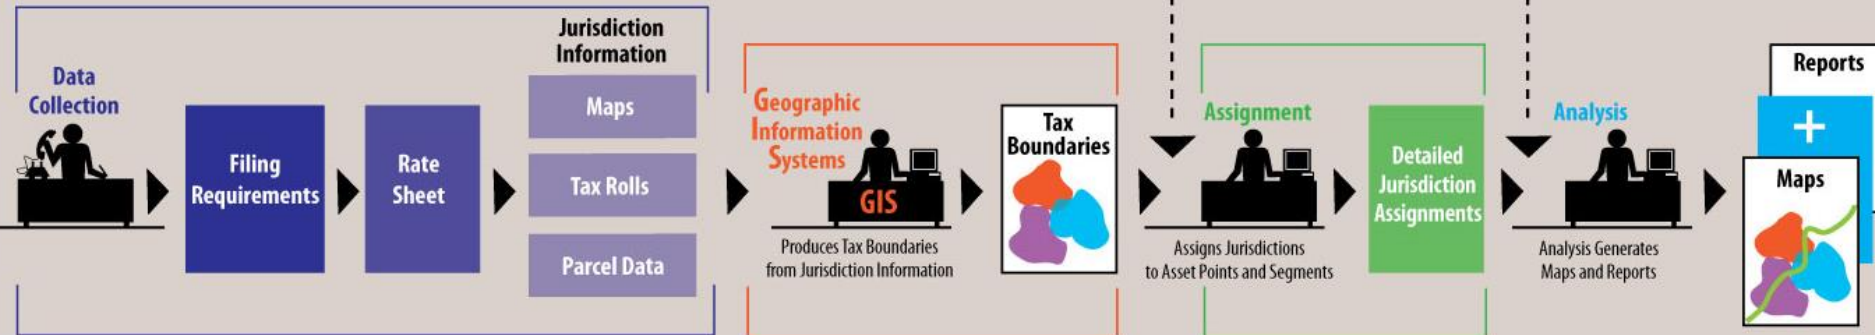 Data
Collection
Filing
Requirements
Rate
Sheet
Jurisdiction
Information
Maps
Tax Rolls
Parcel Data
Geographic
Information
Systems
GIS
Produces Tax Boundaries
from Jurisdiction Information
Tax
Boundaries
Assignment
Assigns Jurisdictions
to Asset Points and Segments
Detailed
Jurisdiction
Assignments
Analysis
Analysis Generates
Maps and Reports
Reports
+
Maps